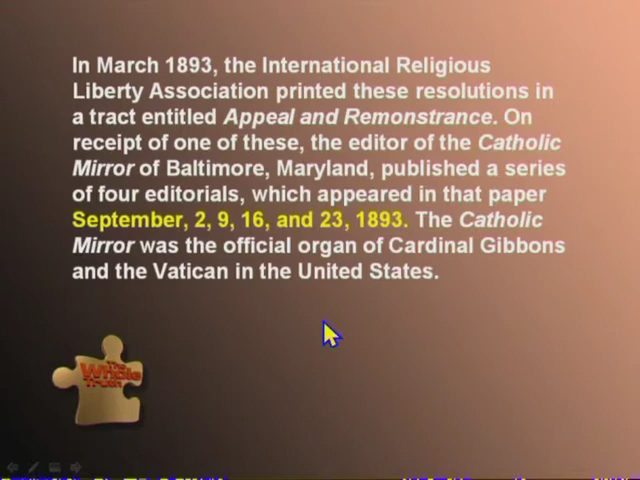 In March 1893, the International Religious
Liberty Association printed these resolutions in
a tract entitled Appeal and Remonstrance. On
receipt of one of these, the editor of the Catholic
Mirror of Baltimore, Maryland, published a series
of four editorials, which appeared in that paper
September, 2, 9, 16, and 23, 1893. The Catholic
Mirror was the official organ of Cardinal Gibbons
and the Vatican in the United States.
The
Whole
Truth